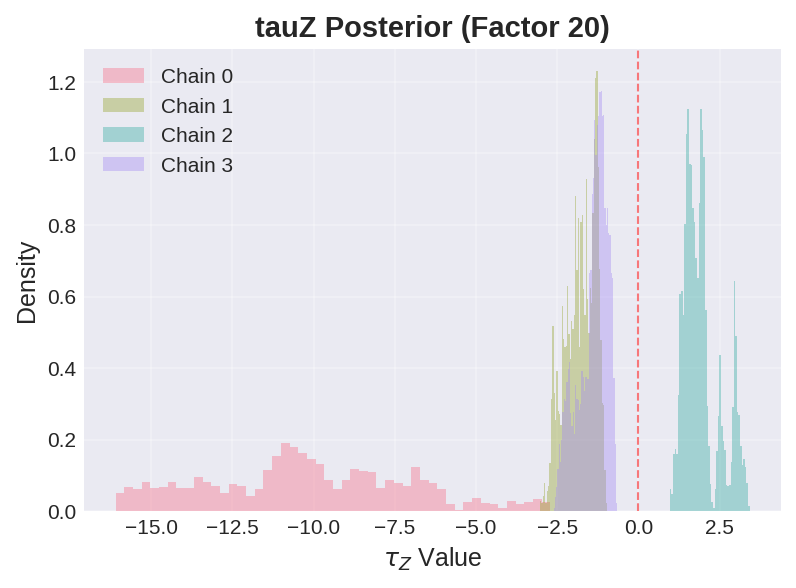 tauZ Posterior (Factor 20)
Chain 0
Chain 1
Chain 2
Chain 3
Density
1.2
1.0
0.8
0.6
0.4
0.2
0.0
−15.0 −12.5 −10.0 −7.5 −5.0 −2.5 0.0 2.5
τZ Value